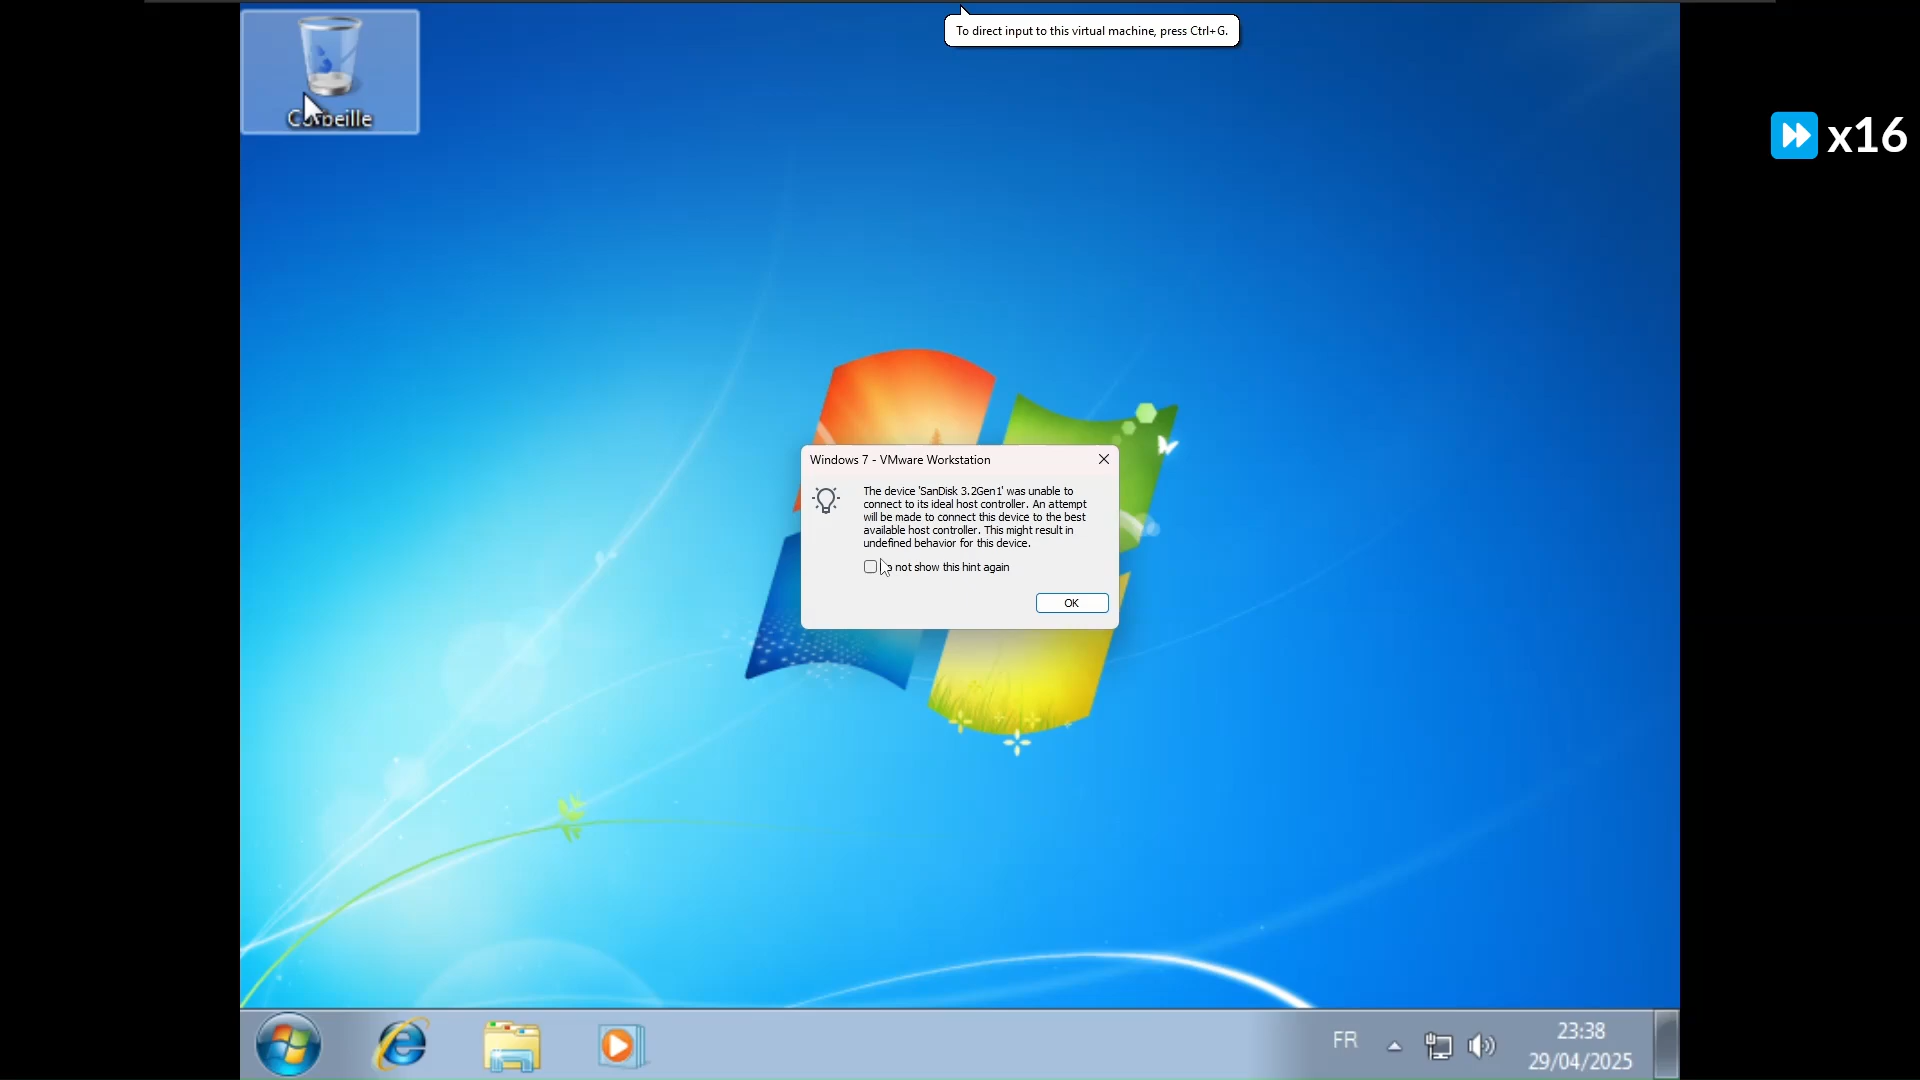 To direct input to this virtual machine, press Ctrl+G.
x16
Windows 7 - VMware Workstation
The device 'SanDisk 3.2Gen1' was unable to
connect to its ideal host controller. An attempt
will be made to connect this device to the best
available host controller. This might result in
undefined behavior for this device.
not show this hint again
OK
FR
23:38
29/04/2025